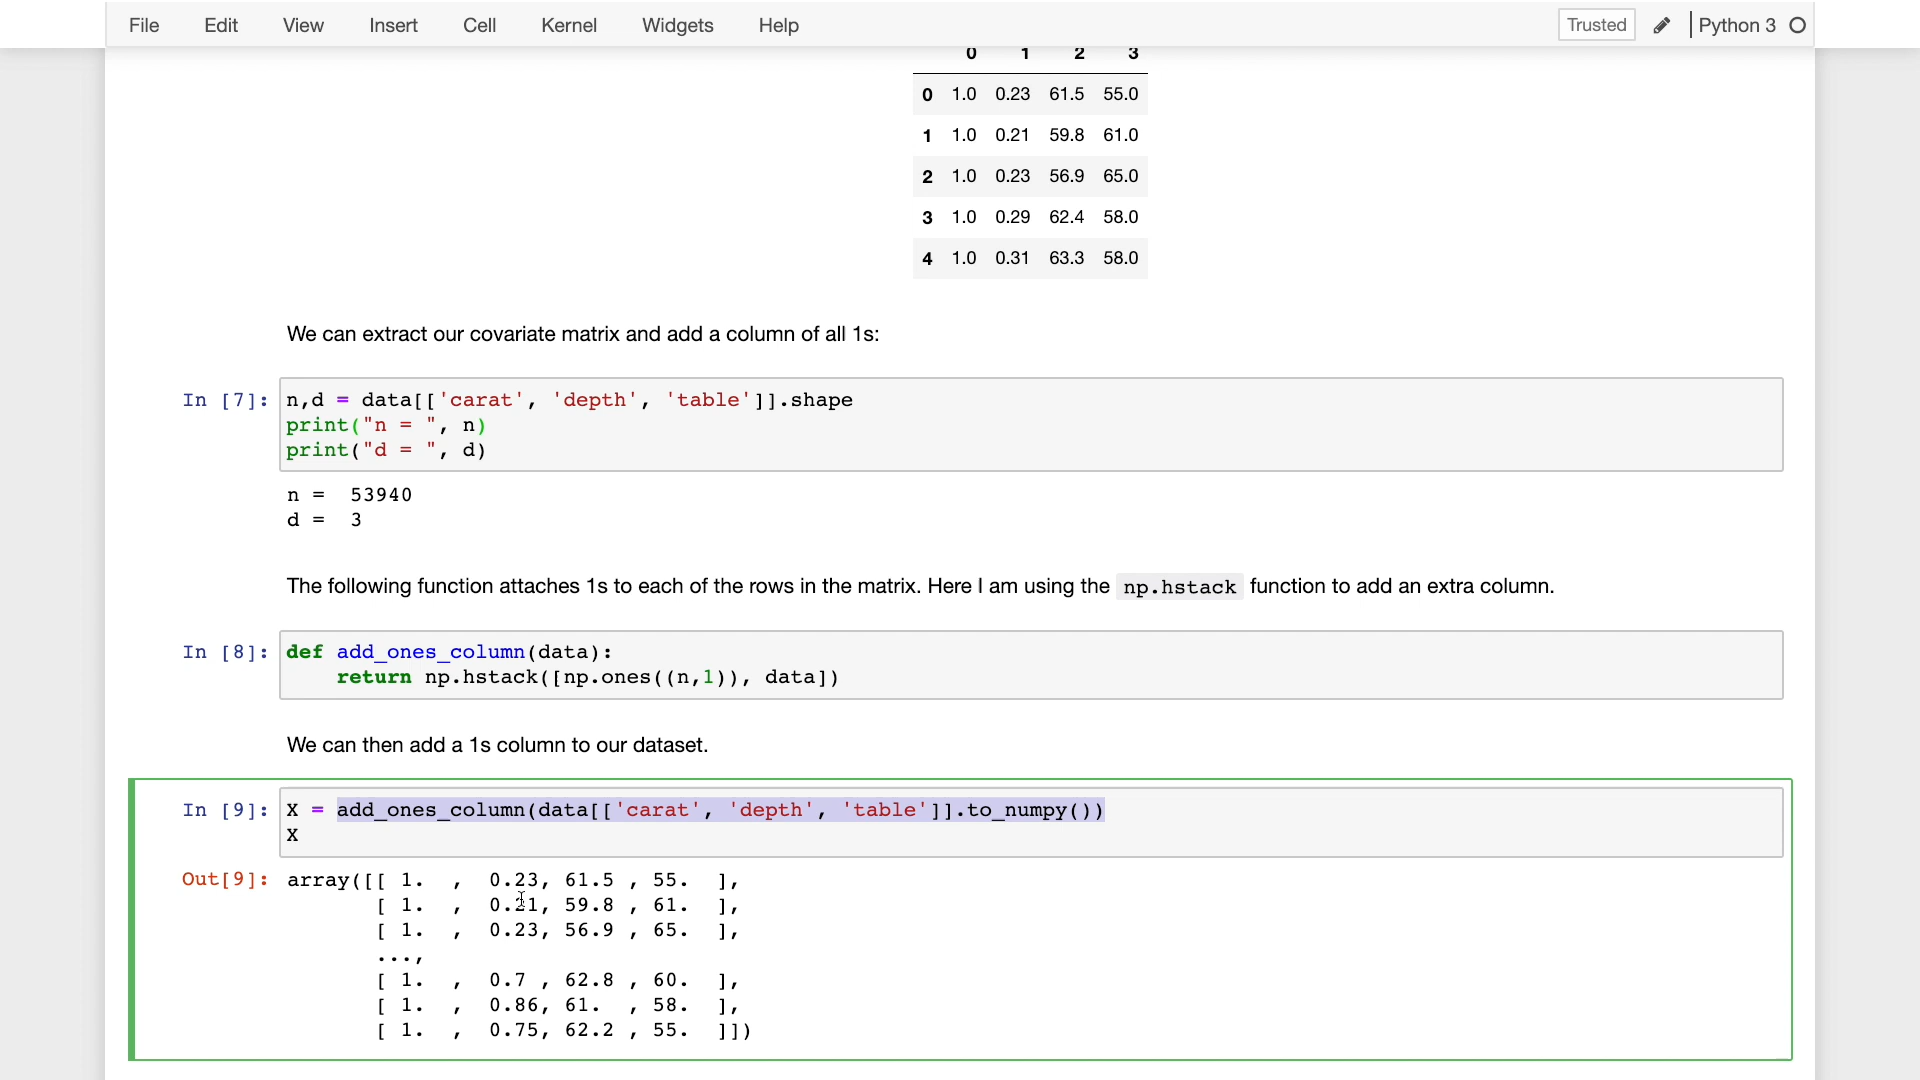 File Edit View Insert Cell Kernel Widgets Help Trusted Python 3
0 1 2 3
0 1.0 0.23 61.5 55.0
1 1.0 0.21 59.8 61.0
2 1.0 0.23 56.9 65.0
3 1.0 0.29 62.4 58.0
4 1.0 0.31 63.3 58.0
We can extract our covariate matrix and add a column of all 1s:
In [7]: n,d = data[['carat', 'depth', 'table']].shape
print("n = ", n)
print("d = ", d)
n =  53940
d =  3
The following function attaches 1s to each of the rows in the matrix. Here I am using the np.hstack function to add an extra column.
In [8]: def add_ones_column(data):
    return np.hstack([np.ones((n,1)), data])
We can then add a 1s column to our dataset.
In [9]: X = add_ones_column(data[['carat', 'depth', 'table']].to_numpy())
X
Out[9]: array([[ 1.  ,  0.23, 61.5 , 55.  ],
[ 1.  ,  0.21, 59.8 , 61.  ],
[ 1.  ,  0.23, 56.9 , 65.  ],
...,
[ 1.  ,  0.7 , 62.8 , 60.  ],
[ 1.  ,  0.86, 61.  , 58.  ],
[ 1.  ,  0.75, 62.2 , 55.  ]])